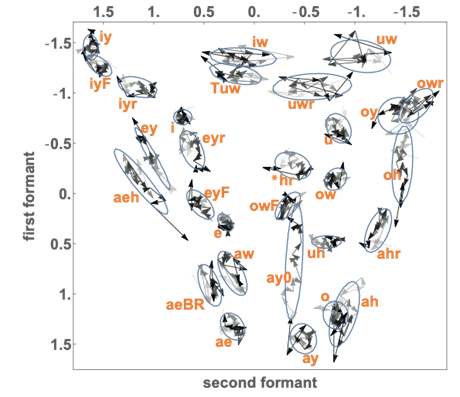 1.5 1. 0.5 0. -0.5 -1. -1.5
-1.5
-1.
-0.5
0.
0.5
1.
1.5
first formant
second formant
iy
iw
uw
iyF
Tuw
iyr
uwr
owr
oy
i
u
ey
eyr
*hr
oh
aeh
eyF
owF
ow
e
aw
uh
ahr
ay0
aeBR
o
ah
ae
ay